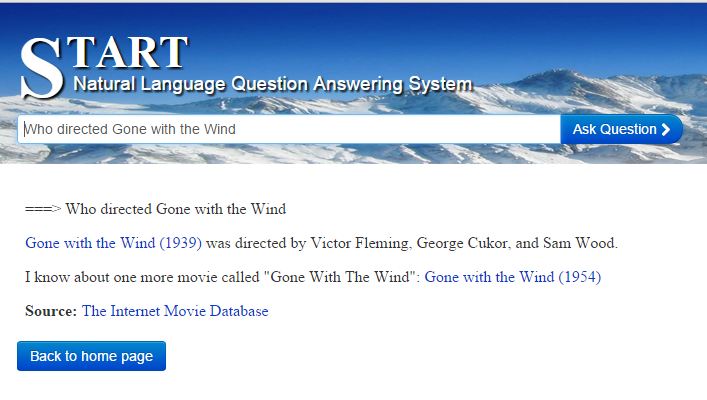 START
Natural Language Question Answering System
Who directed Gone with the Wind
Ask Question
===> Who directed Gone with the Wind
Gone with the Wind (1939) was directed by Victor Fleming, George Cukor, and Sam Wood.
I know about one more movie called "Gone With The Wind": Gone with the Wind (1954)
Source: The Internet Movie Database
Back to home page